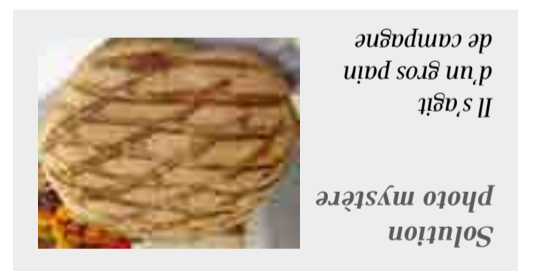 Solution
photo mystère
Il s'agit
d'un gros pain
de campagne